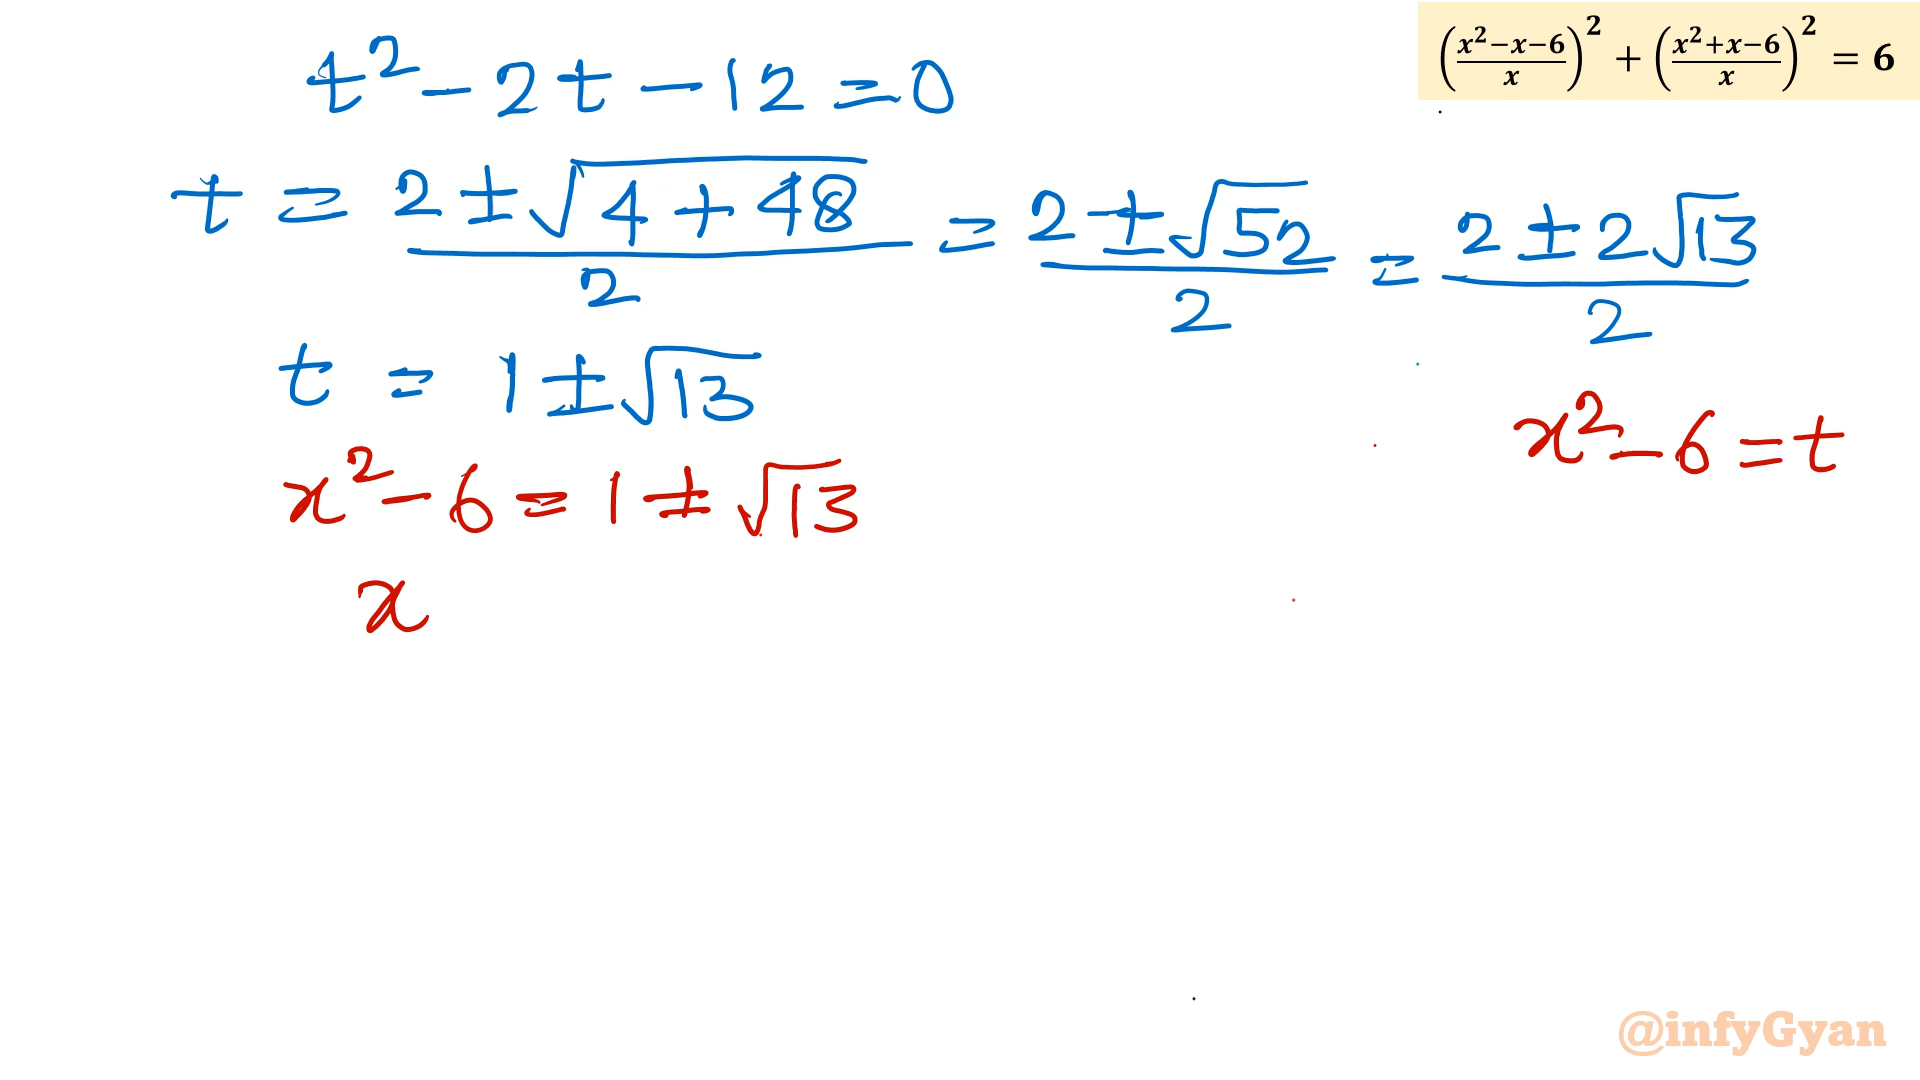 t² - 2t - 12 = 0
((x²−x−6)/x)² + ((x²+x−6)/x)² = 6
t = (2 ± √(4 + 48))/2 = (2 ± √52)/2 = (2 ± 2√13)/2
t = 1 ± √13
x² - 6 = t
x² - 6 = 1 ± √13
x
@infyGyan